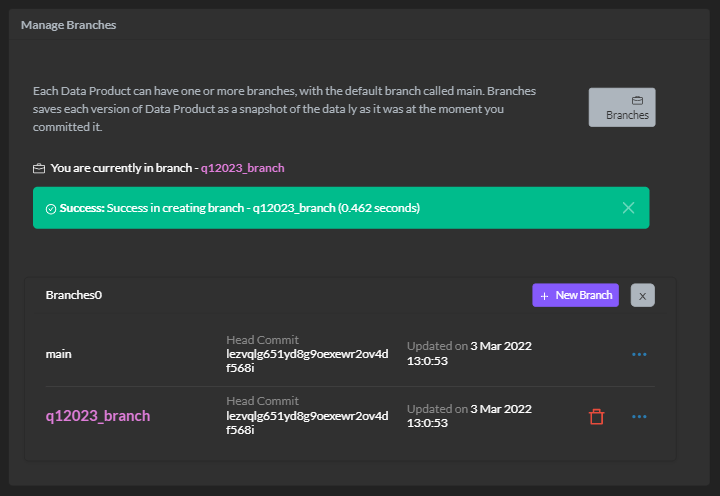 Manage Branches
Each Data Product can have one or more branches, with the default branch called main. Branches
saves each version of Data Product as a snapshot of the data ly as it was at the moment you
committed it.
Branches
You are currently in branch - q12023_branch
Success: Success in creating branch - q12023_branch (0.462 seconds)
Branches0
+ New Branch
x
main
Head Commit
lezvqlg651yd8g9oexewr2ov4d
f568i
Updated on 3 Mar 2022
13:0:53
q12023_branch
Head Commit
lezvqlg651yd8g9oexewr2ov4d
f568i
Updated on 3 Mar 2022
13:0:53